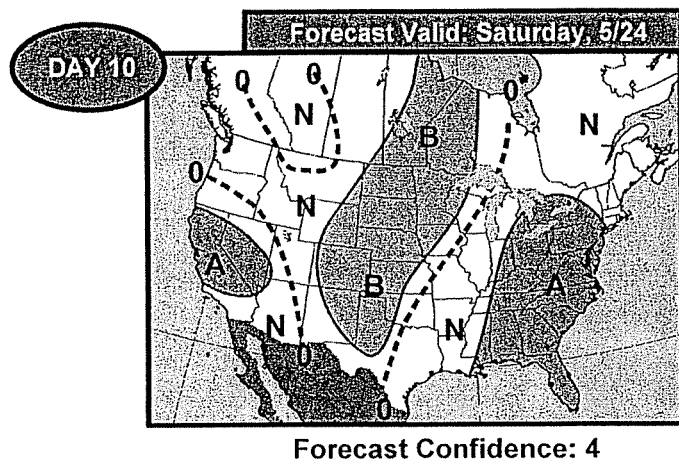 Forecast Valid: Saturday, 5/24
DAY 10
0 0 0
N N
B
0
N
A A
B
N N
0
0
Forecast Confidence: 4